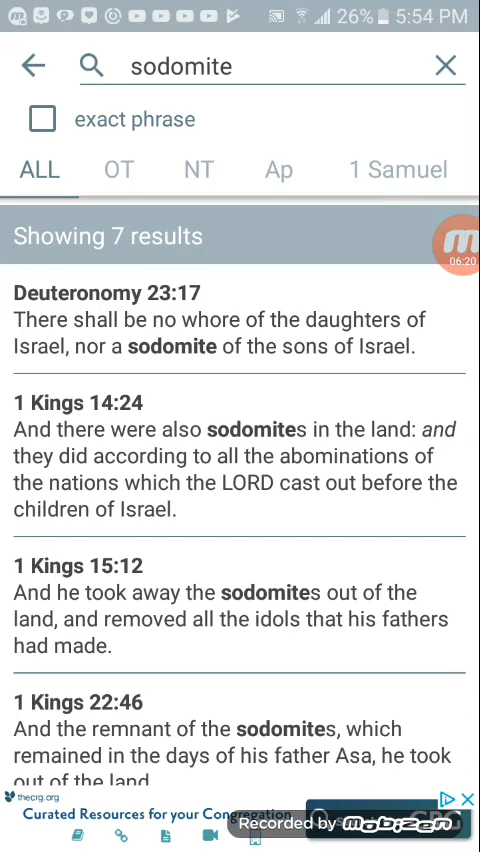 26% 5:54 PM
sodomite
exact phrase
ALL OT NT Ap 1 Samuel
Showing 7 results
06:20
Deuteronomy 23:17
There shall be no whore of the daughters of
Israel, nor a sodomite of the sons of Israel.
1 Kings 14:24
And there were also sodomites in the land: and
they did according to all the abominations of
the nations which the LORD cast out before the
children of Israel.
1 Kings 15:12
And he took away the sodomites out of the
land, and removed all the idols that his fathers
had made.
1 Kings 22:46
And the remnant of the sodomites, which
remained in the days of his father Asa, he took
out of the land
thecrg.org
Curated Resources for your Congregation
Recorded by mobizen